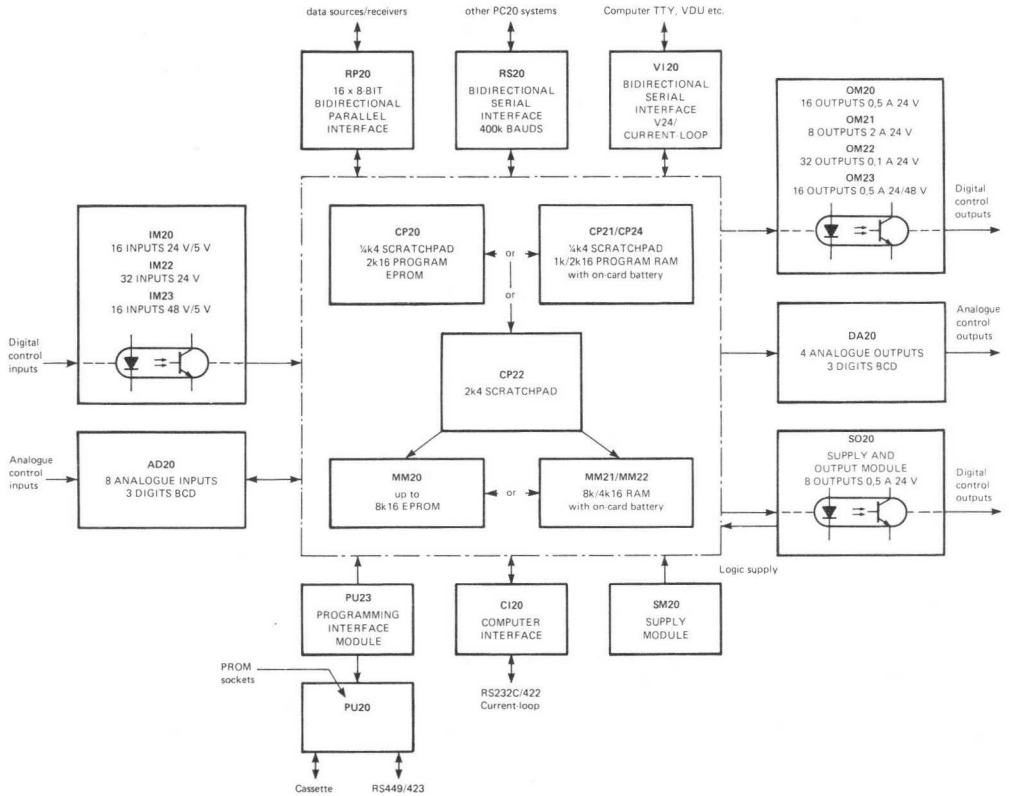 data sources/receivers
other PC20 systems
Computer TTY, VDU etc.
RP20
16 x 8-BIT
BIDIRECTIONAL
PARALLEL
INTERFACE
RS20
BIDIRECTIONAL
SERIAL
INTERFACE
400k BAUDS
VI20
BIDIRECTIONAL
SERIAL
INTERFACE
V24/
CURRENT-LOOP
OM20
16 OUTPUTS 0,5 A 24 V
OM21
8 OUTPUTS 2 A 24 V
OM22
32 OUTPUTS 0,1 A 24 V
OM23
16 OUTPUTS 0,5 A 24/48 V
Digital
control
outputs
IM20
16 INPUTS 24 V/5 V
IM22
32 INPUTS 24 V
IM23
16 INPUTS 48 V/5 V
Digital
control
inputs
CP20
¼k4 SCRATCHPAD
2k16 PROGRAM
EPROM
or
CP21/CP24
¼k4 SCRATCHPAD
1k/2k16 PROGRAM RAM
with on-card battery
or
CP22
2k4 SCRATCHPAD
Analogue
control
outputs
DA20
4 ANALOGUE OUTPUTS
3 DIGITS BCD
Analogue
control
inputs
AD20
8 ANALOGUE INPUTS
3 DIGITS BCD
MM20
up to
8k16 EPROM
or
MM21/MM22
8k/4k16 RAM
with on-card battery
SO20
SUPPLY AND
OUTPUT MODULE
8 OUTPUTS 0,5 A 24 V
Digital
control
outputs
Logic supply
PU23
PROGRAMMING
INTERFACE
MODULE
CI20
COMPUTER
INTERFACE
SM20
SUPPLY
MODULE
PROM
sockets
PU20
RS232C/422
Current-loop
Cassette
RS449/423